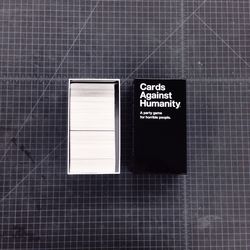 Cards
Against
Humanity
A party game
for horrible people.